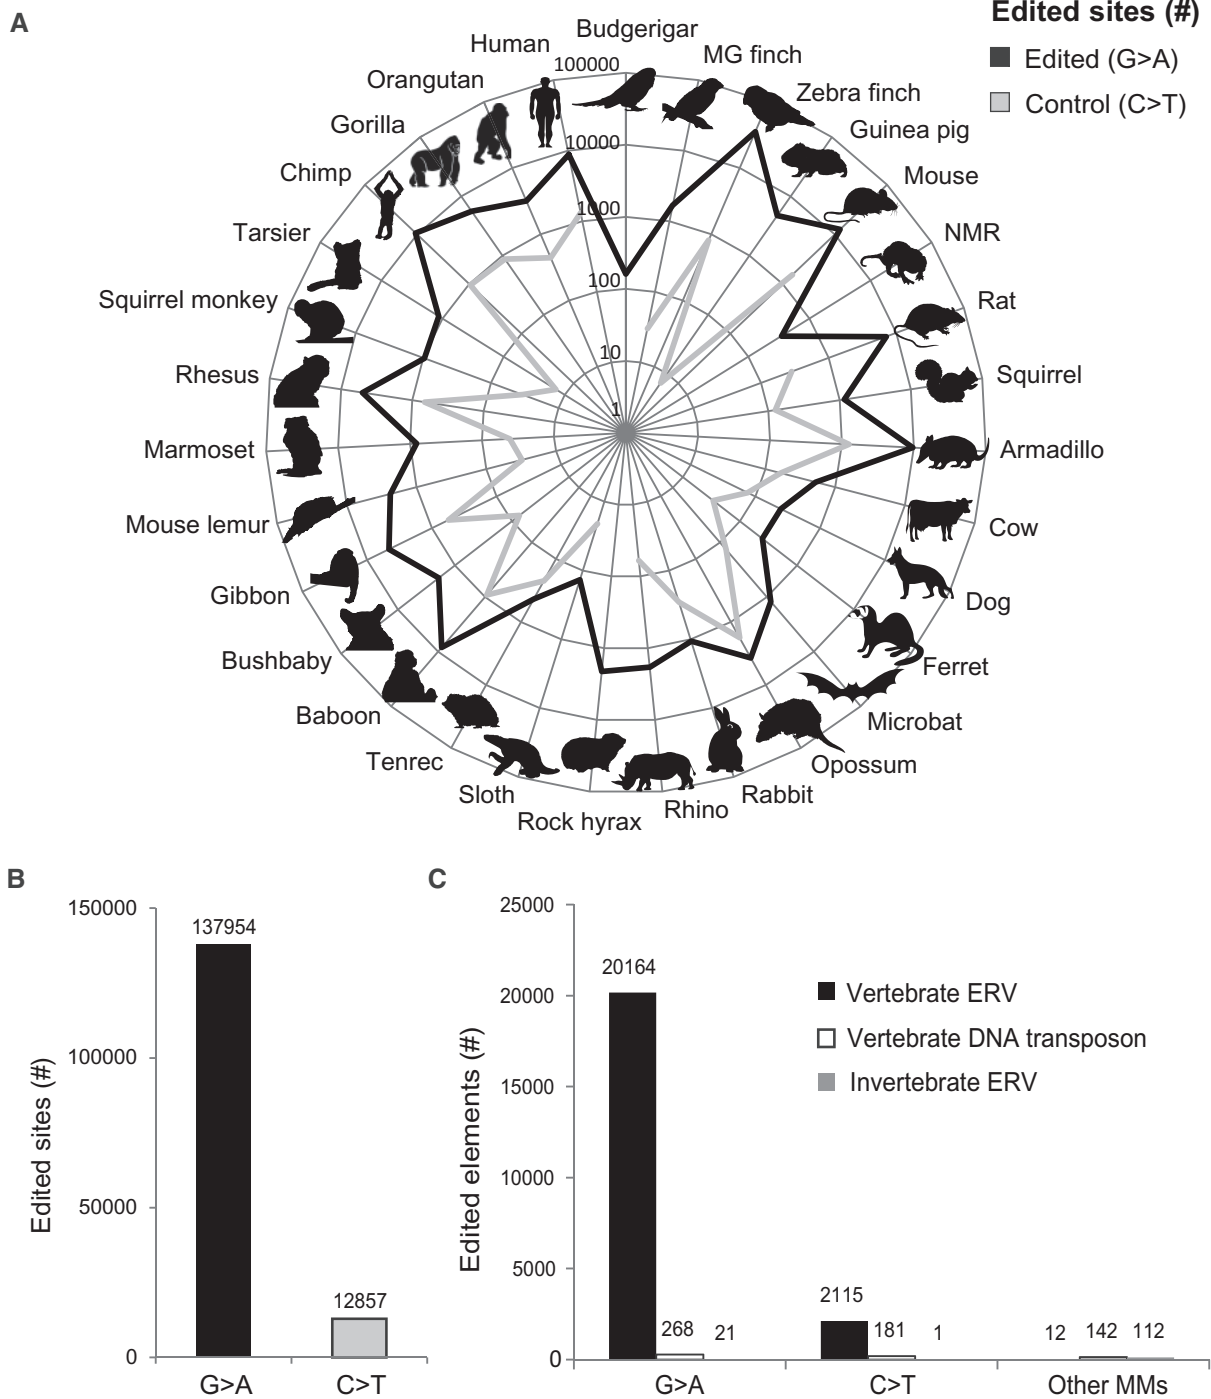 A
Edited sites (#)
Edited (G>A)
Control (C>T)
Budgerigar
MG finch
Zebra finch
Guinea pig
Mouse
NMR
Rat
Squirrel
Armadillo
Cow
Dog
Ferret
Microbat
Opossum
Rabbit
Rhino
Rock hyrax
Sloth
Tenrec
Baboon
Bushbaby
Gibbon
Mouse lemur
Marmoset
Rhesus
Squirrel monkey
Tarsier
Chimp
Gorilla
Orangutan
Human
100000
10000
1000
100
10
1
B
Edited sites (#)
150000
100000
50000
0
137954
12857
G>A
C>T
C
Edited elements (#)
25000
20000
15000
10000
5000
0
Vertebrate ERV
Vertebrate DNA transposon
Invertebrate ERV
20164
268
21
2115
181
1
12
142
112
G>A
C>T
Other MMs